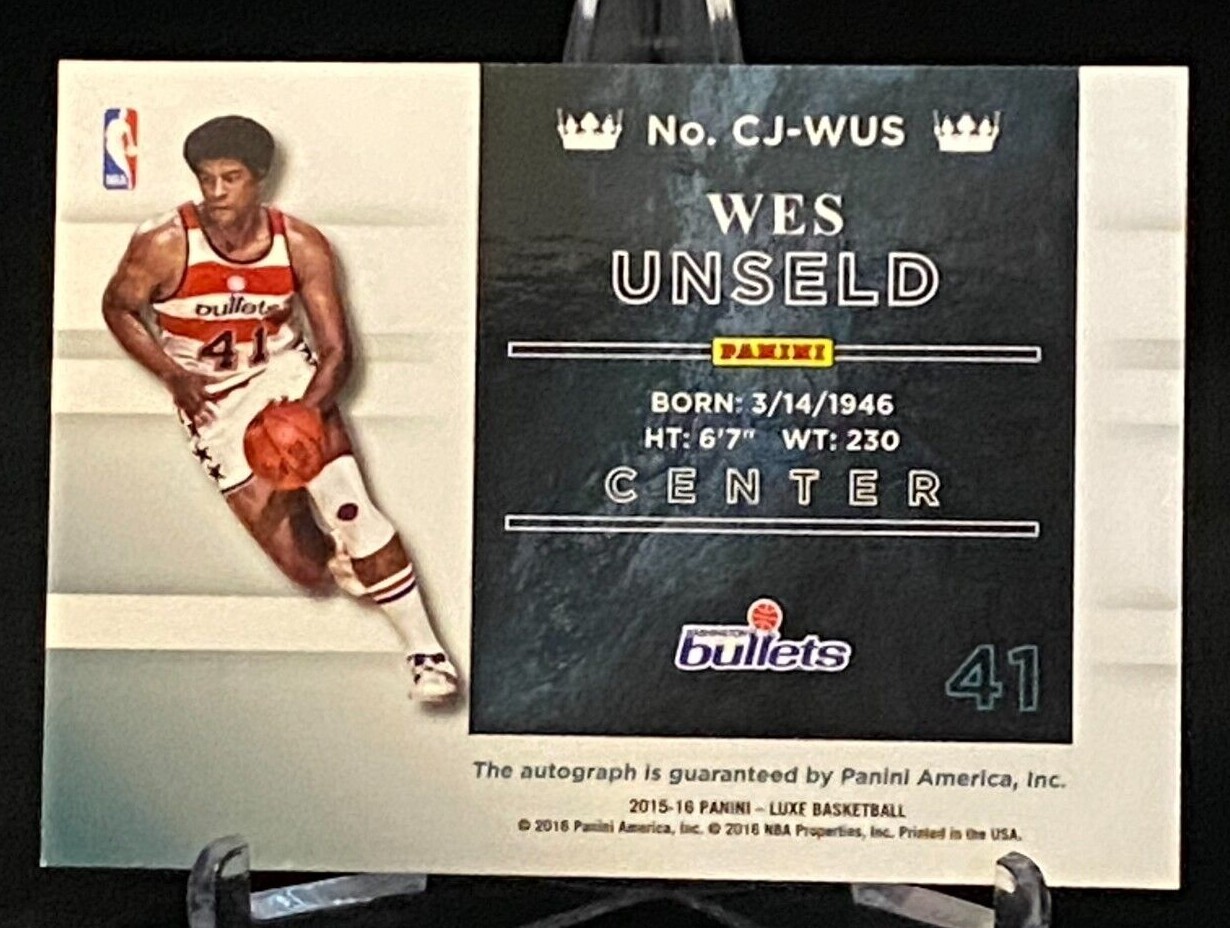 NBA
bullets
41
No. CJ-WUS
WES
UNSELD
PANINI
BORN: 3/14/1946
HT: 6'7" WT: 230
CENTER
WASHINGTON
bullets
41
The autograph is guaranteed by Panini America, Inc.
2015-16 PANINI – LUXE BASKETBALL
© 2016 Panini America, Inc. © 2016 NBA Properties, Inc. Printed in the USA.